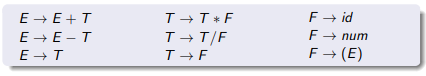 E → E + T T → T ∗ F F → id
E → E − T T → T/F F → num
E → T T → F F → (E)